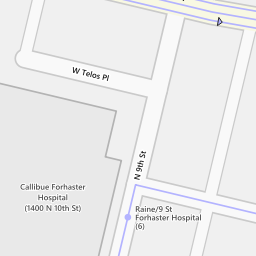 W Telos Pl
N 9th St
Callibue Forhaster
Hospital
(1400 N 10th St)
Raine/9 St
Forhaster Hospital
(6)